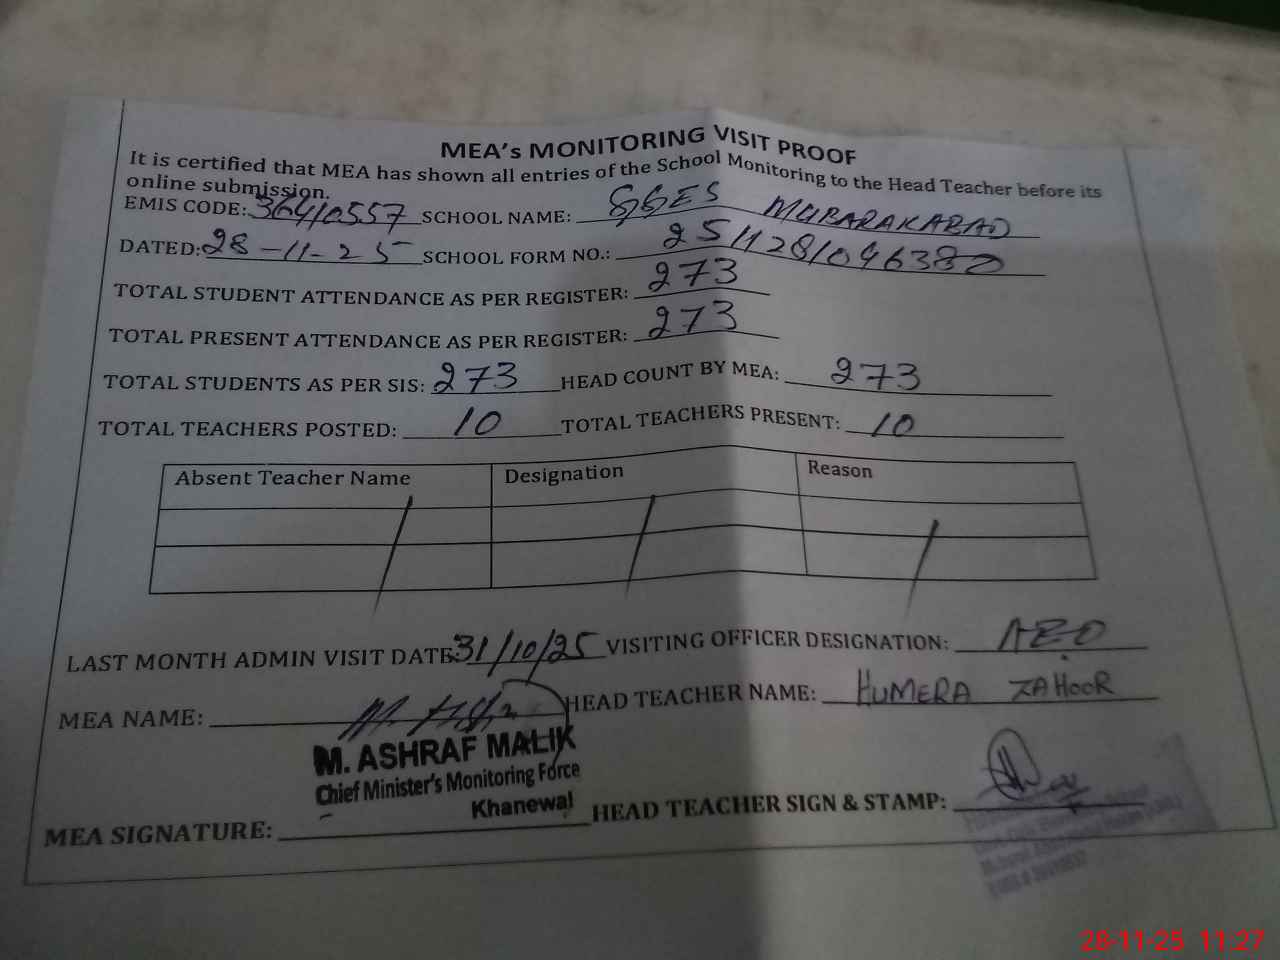 MEA's MONITORING VISIT PROOF
It is certified that MEA has shown all entries of the School Monitoring to the Head Teacher before its
online submission.
EMIS CODE: 36410557 SCHOOL NAME: GGES MUBARAKABAD
DATED: 28-11-25 SCHOOL FORM NO.: 2511281046380
TOTAL STUDENT ATTENDANCE AS PER REGISTER: 273
TOTAL PRESENT ATTENDANCE AS PER REGISTER: 273
TOTAL STUDENTS AS PER SIS: 273 HEAD COUNT BY MEA: 273
TOTAL TEACHERS POSTED: 10 TOTAL TEACHERS PRESENT: 10
Absent Teacher Name Designation Reason
LAST MONTH ADMIN VISIT DATE: 31/10/25 VISITING OFFICER DESIGNATION: AEO
MEA NAME: HEAD TEACHER NAME: HUMERA ZAHOOR
M. ASHRAF MALIK
Chief Minister's Monitoring Force
Khanewal
MEA SIGNATURE: HEAD TEACHER SIGN & STAMP:
28-11-25 11:27